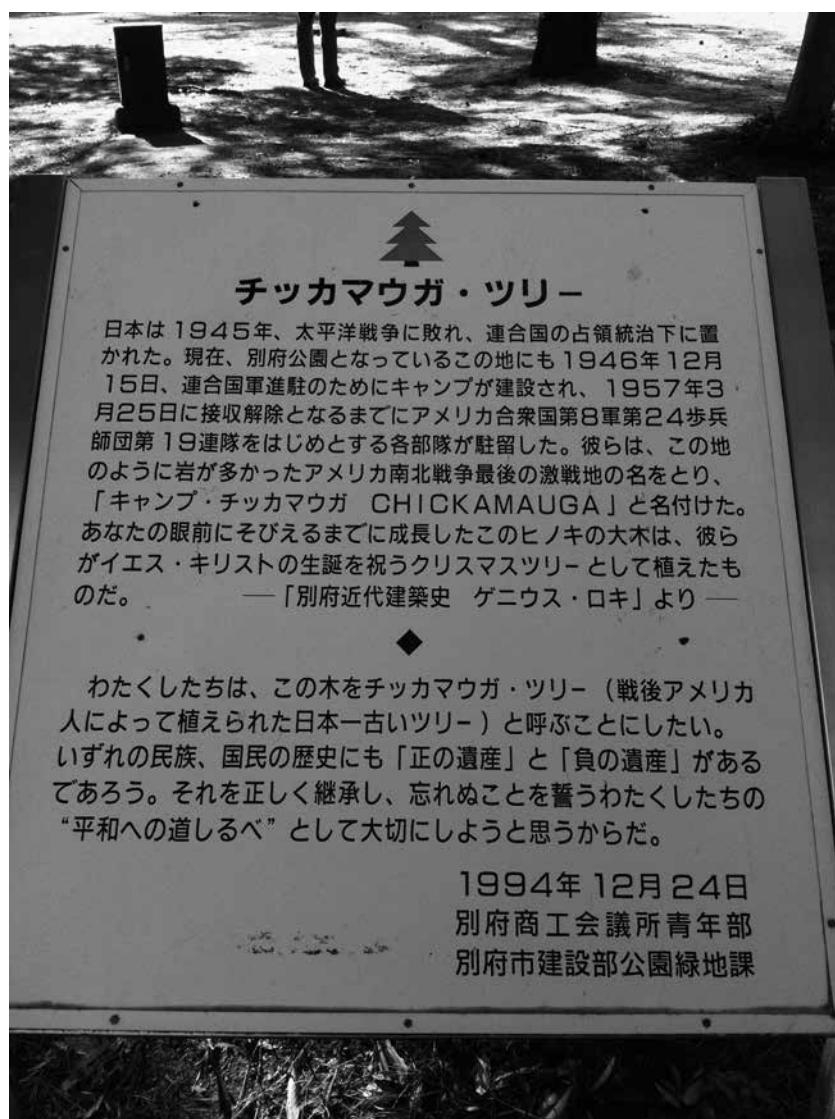 チッカマウガ・ツリー
日本は1945年、太平洋戦争に敗れ、連合国の占領統治下に置
かれた。現在、別府公園となっているこの地にも1946年12月
15日、連合国軍進駐のためにキャンプが建設され、1957年3
月25日に接収解除となるまでにアメリカ合衆国第8軍第24歩兵
師団第19連隊をはじめとする各部隊が駐留した。彼らは、この地
のように岩が多かったアメリカ南北戦争最後の激戦地の名をとり、
「キャンプ・チッカマウガ CHICKAMAUGA」と名付けた。
あなたの眼前にそびえるまでに成長したこのヒノキの大木は、彼ら
がイエス・キリストの生誕を祝うクリスマスツリーとして植えたも
のだ。 ―「別府近代建築史 ゲニウス・ロキ」より―
わたくしたちは、この木をチッカマウガ・ツリー(戦後アメリカ
人によって植えられた日本一古いツリー)と呼ぶことにしたい。
いずれの民族、国民の歴史にも「正の遺産」と「負の遺産」がある
であろう。それを正しく継承し、忘れぬことを誓うわたくしたちの
“平和への道しるべ”として大切にしようと思うからだ。
1994年12月24日
別府商工会議所青年部
別府市建設部公園緑地課